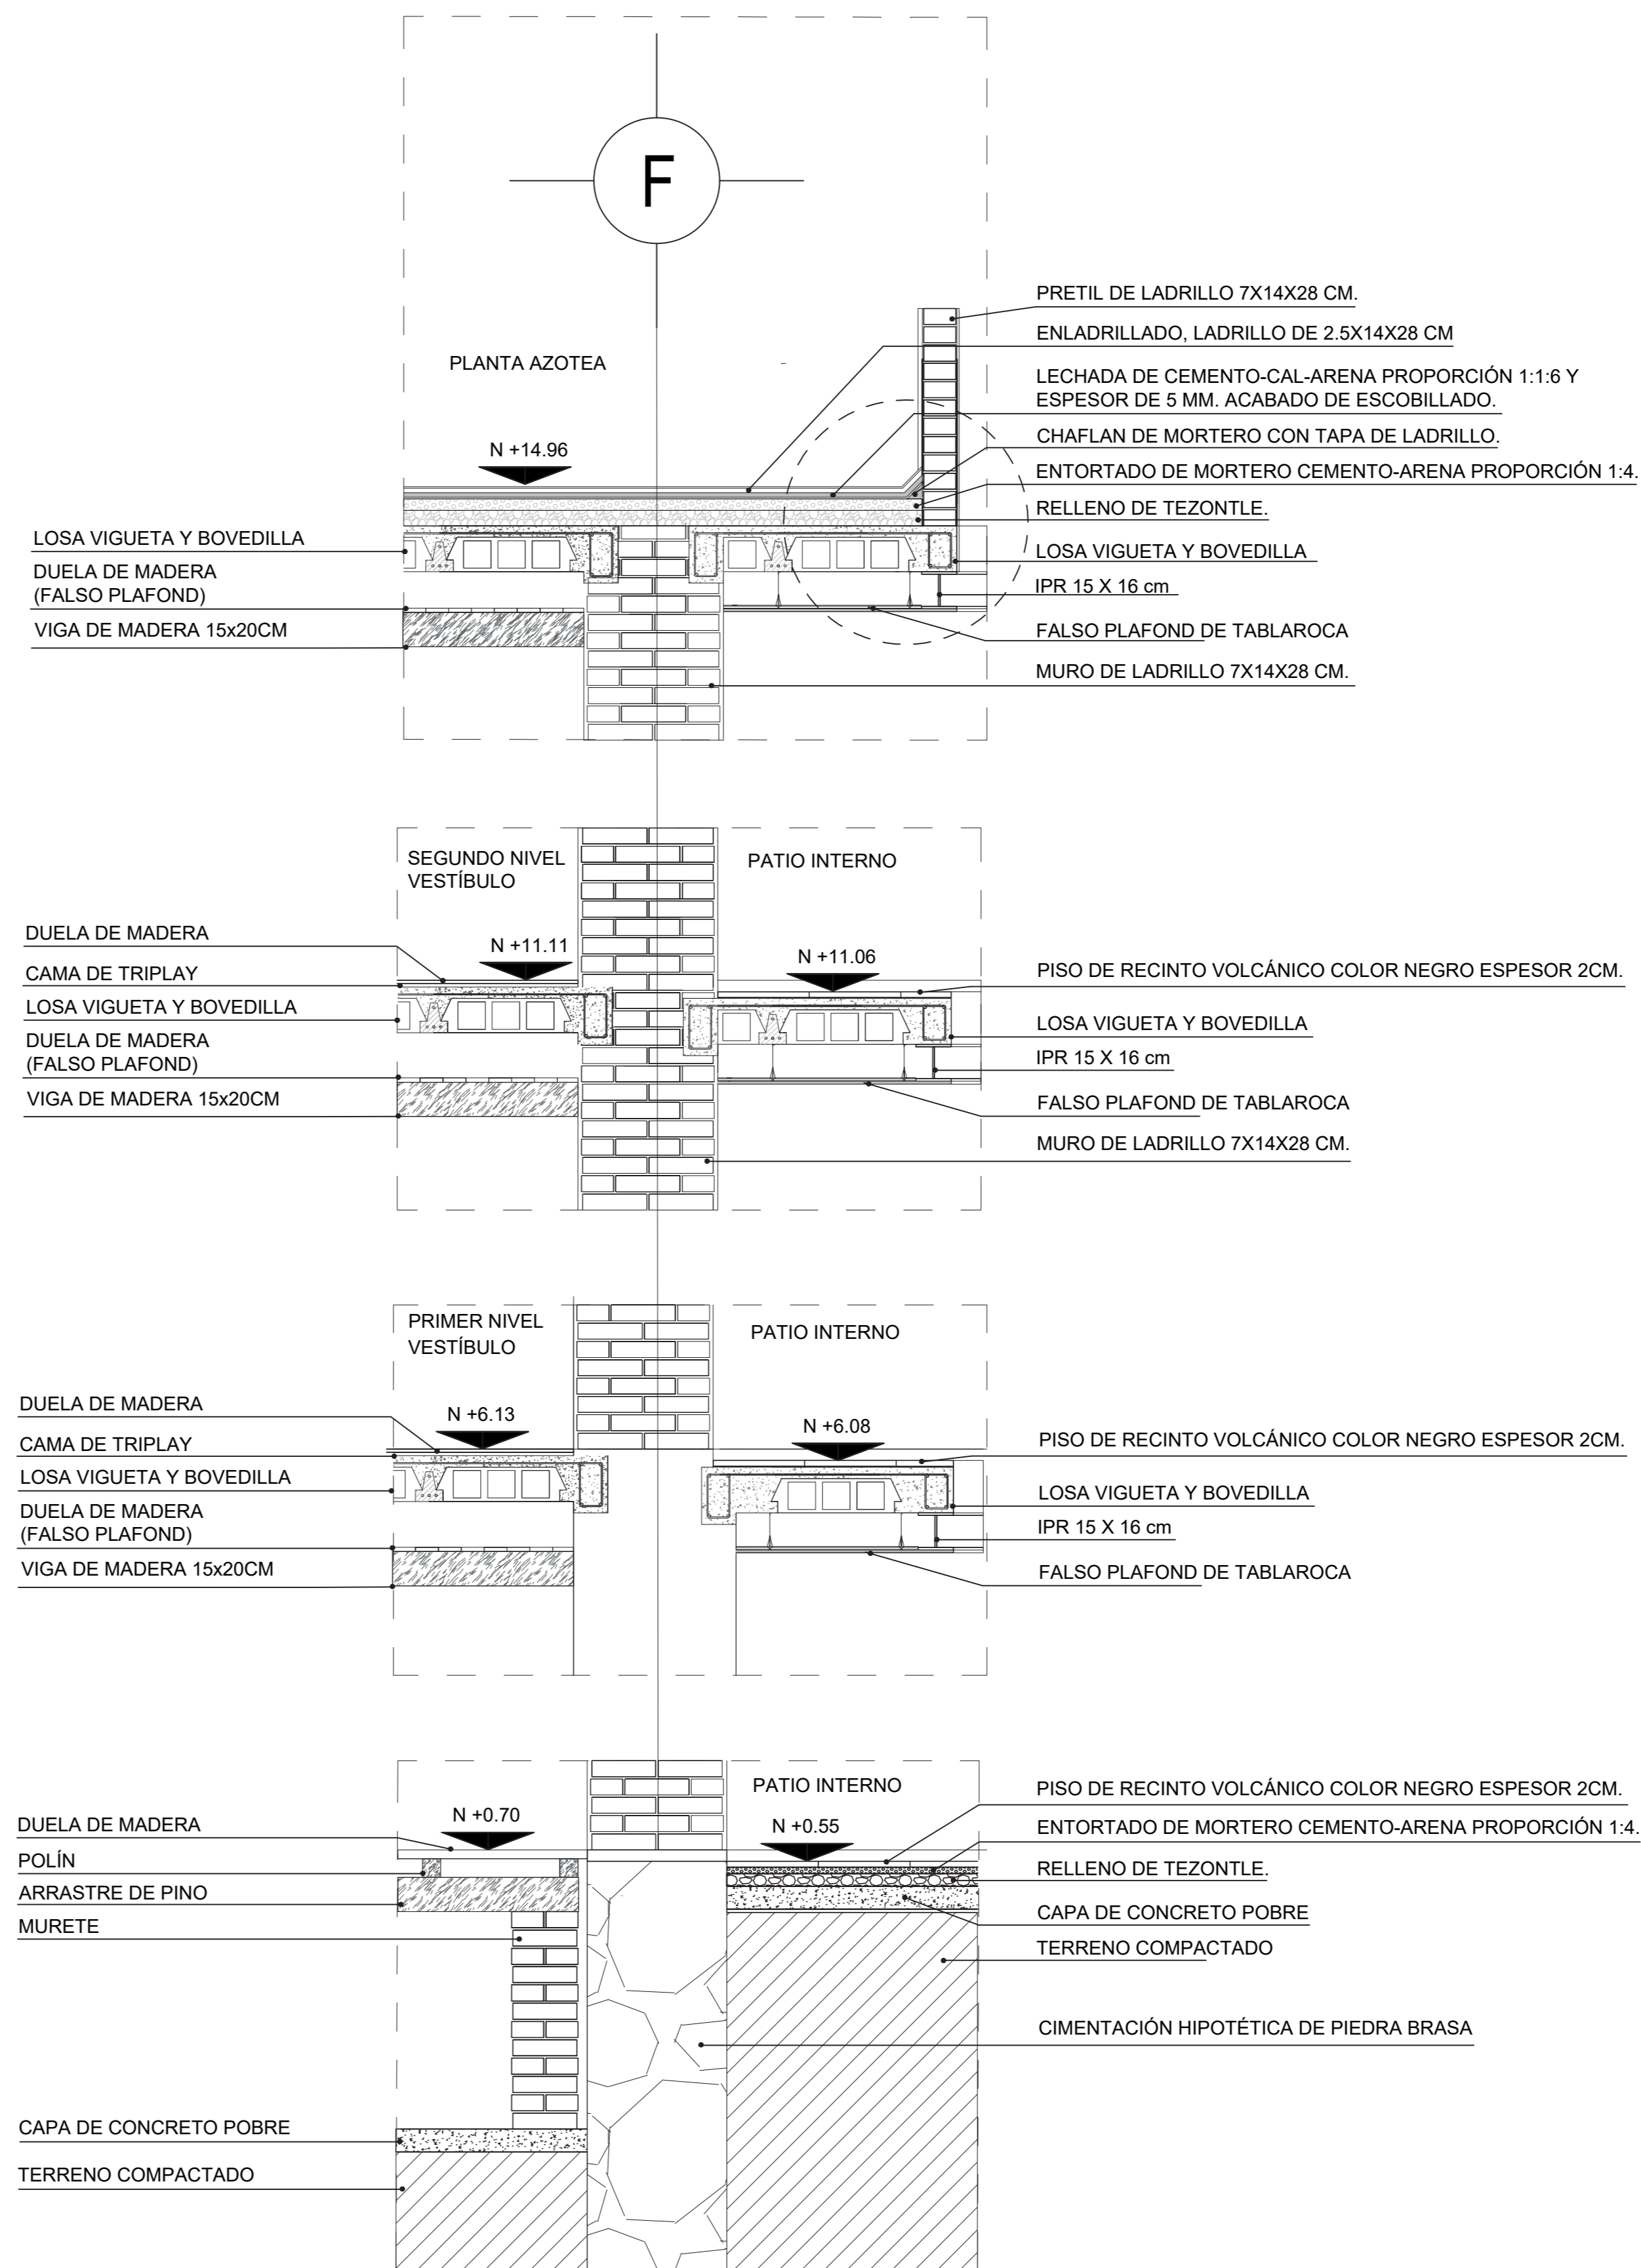 F
PLANTA AZOTEA
N +14.96
PRETIL DE LADRILLO 7X14X28 CM.
ENLADRILLADO, LADRILLO DE 2.5X14X28 CM
LECHADA DE CEMENTO-CAL-ARENA PROPORCIÓN 1:1:6 Y
ESPESOR DE 5 MM. ACABADO DE ESCOBILLADO.
CHAFLAN DE MORTERO CON TAPA DE LADRILLO.
ENTORTADO DE MORTERO CEMENTO-ARENA PROPORCIÓN 1:4.
RELLENO DE TEZONTLE.
LOSA VIGUETA Y BOVEDILLA
IPR 15 X 16 cm
FALSO PLAFOND DE TABLAROCA
MURO DE LADRILLO 7X14X28 CM.
LOSA VIGUETA Y BOVEDILLA
DUELA DE MADERA
(FALSO PLAFOND)
VIGA DE MADERA 15x20CM
SEGUNDO NIVEL
VESTÍBULO
PATIO INTERNO
N +11.11
N +11.06
DUELA DE MADERA
CAMA DE TRIPLAY
LOSA VIGUETA Y BOVEDILLA
DUELA DE MADERA
(FALSO PLAFOND)
VIGA DE MADERA 15x20CM
PISO DE RECINTO VOLCÁNICO COLOR NEGRO ESPESOR 2CM.
LOSA VIGUETA Y BOVEDILLA
IPR 15 X 16 cm
FALSO PLAFOND DE TABLAROCA
MURO DE LADRILLO 7X14X28 CM.
PRIMER NIVEL
VESTÍBULO
PATIO INTERNO
N +6.13
N +6.08
DUELA DE MADERA
CAMA DE TRIPLAY
LOSA VIGUETA Y BOVEDILLA
DUELA DE MADERA
(FALSO PLAFOND)
VIGA DE MADERA 15x20CM
PISO DE RECINTO VOLCÁNICO COLOR NEGRO ESPESOR 2CM.
LOSA VIGUETA Y BOVEDILLA
IPR 15 X 16 cm
FALSO PLAFOND DE TABLAROCA
PATIO INTERNO
N +0.70
N +0.55
DUELA DE MADERA
POLÍN
ARRASTRE DE PINO
MURETE
CAPA DE CONCRETO POBRE
TERRENO COMPACTADO
PISO DE RECINTO VOLCÁNICO COLOR NEGRO ESPESOR 2CM.
ENTORTADO DE MORTERO CEMENTO-ARENA PROPORCIÓN 1:4.
RELLENO DE TEZONTLE.
CAPA DE CONCRETO POBRE
TERRENO COMPACTADO
CIMENTACIÓN HIPOTÉTICA DE PIEDRA BRASA